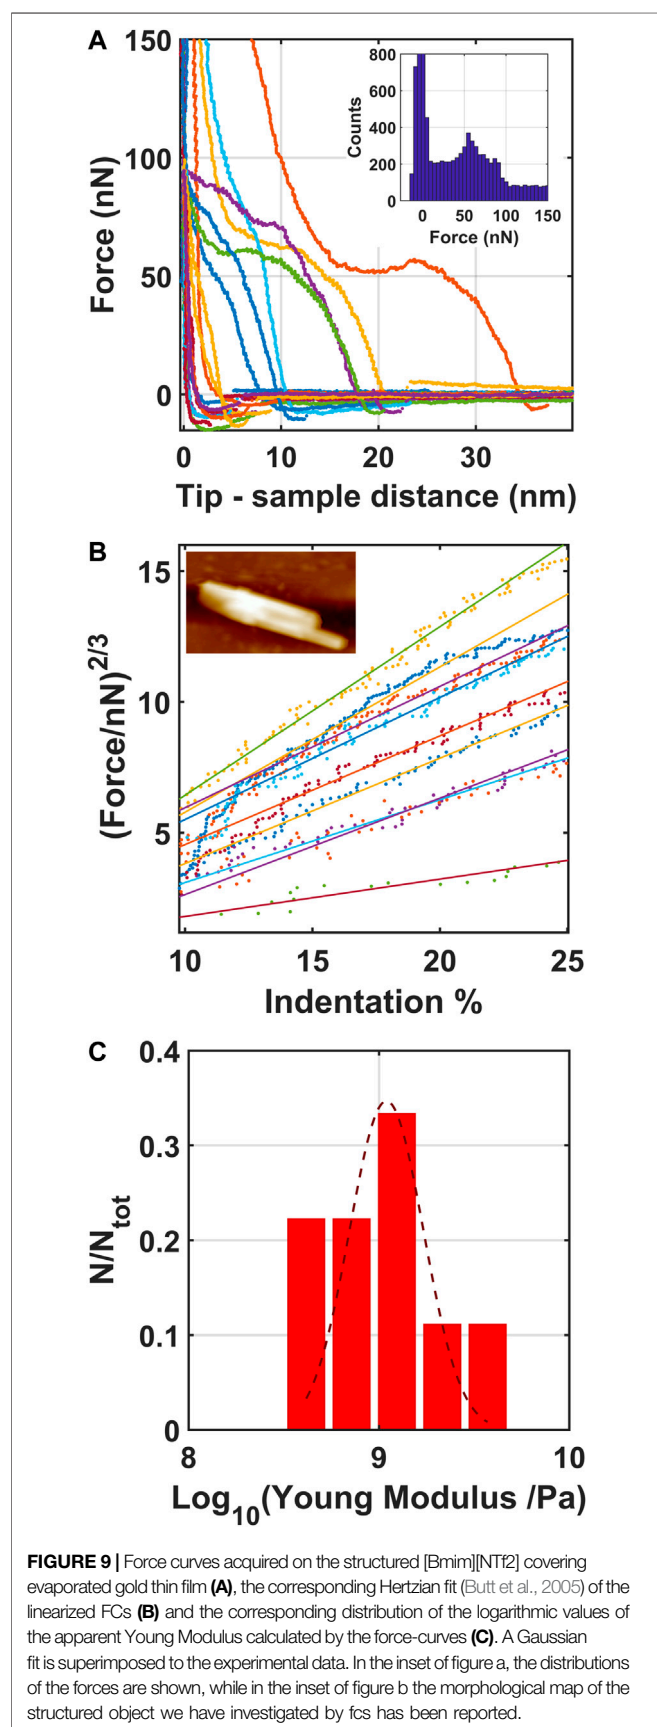 A
150
100
50
0
Force (nN)
800
600
400
200
0
Counts
0
50
100
150
Force (nN)
0
10
20
30
Tip - sample distance (nm)
B
15
10
5
(Force/nN)^2/3
10
15
20
25
Indentation %
C
0.4
0.3
0.2
0.1
0
N/N_tot
8
9
10
Log_10(Young Modulus /Pa)
FIGURE 9 | Force curves acquired on the structured [Bmim][NTf2] covering
evaporated gold thin film (A), the corresponding Hertzian fit (Butt et al., 2005) of the
linearized FCs (B) and the corresponding distribution of the logarithmic values of
the apparent Young Modulus calculated by the force-curves (C). A Gaussian
fit is superimposed to the experimental data. In the inset of figure a, the distributions
of the forces are shown, while in the inset of figure b the morphological map of the
structured object we have investigated by fcs has been reported.